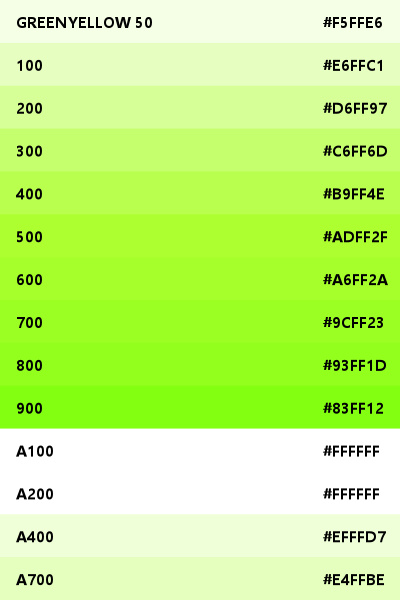 GREENYELLOW 50 #F5FFE6
100 #E6FFC1
200 #D6FF97
300 #C6FF6D
400 #B9FF4E
500 #ADFF2F
600 #A6FF2A
700 #9CFF23
800 #93FF1D
900 #83FF12
A100 #FFFFFF
A200 #FFFFFF
A400 #EFFFD7
A700 #E4FFBE